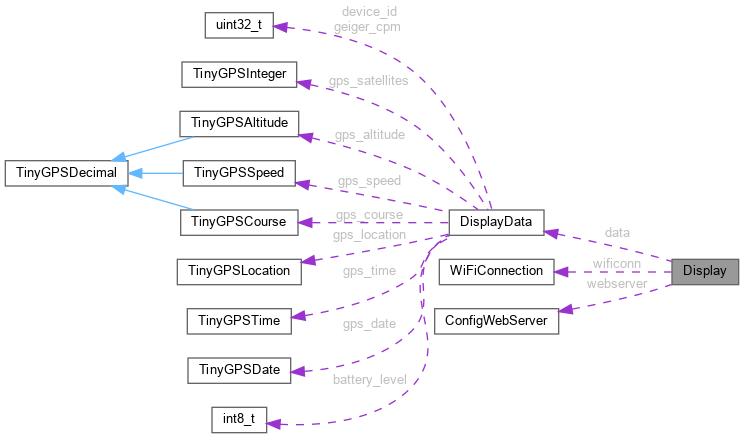 device_id
geiger_cpm
uint32_t
TinyGPSInteger
gps_satellites
TinyGPSAltitude
gps_altitude
TinyGPSDecimal
TinyGPSSpeed
gps_speed
TinyGPSCourse
gps_course
DisplayData
gps_location
data
TinyGPSLocation
gps_time
WiFiConnection
wificonn
Display
webserver
TinyGPSTime
gps_date
ConfigWebServer
TinyGPSDate
battery_level
int8_t